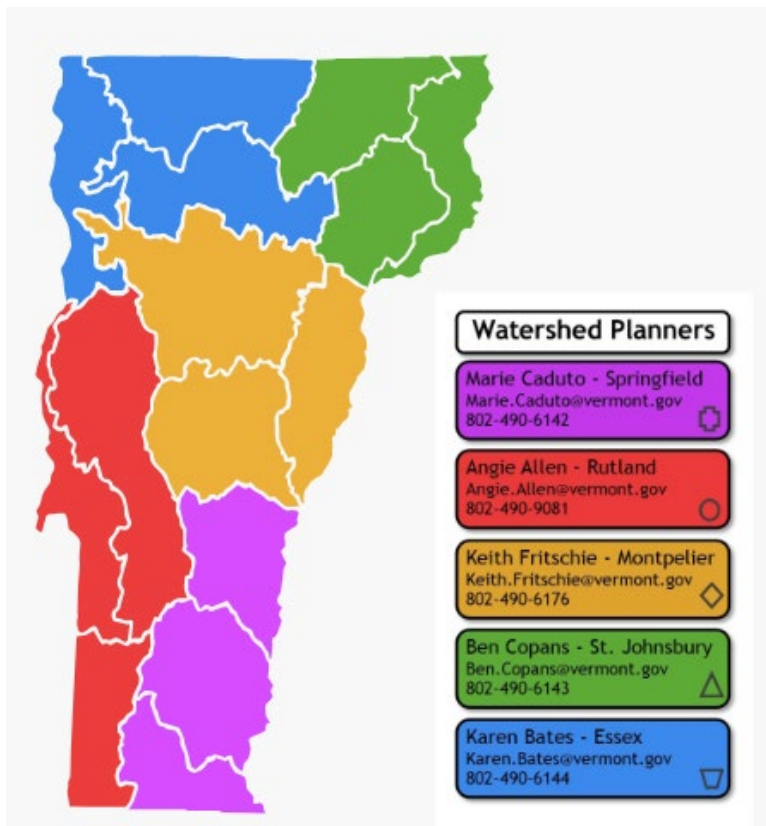 Watershed Planners
Marie Caduto - Springfield
Marie.Caduto@vermont.gov
802-490-6142
Angie Allen - Rutland
Angie.Allen@vermont.gov
802-490-9081
Keith Fritschie - Montpelier
Keith.Fritschie@vermont.gov
802-490-6176
Ben Copans - St. Johnsbury
Ben.Copans@vermont.gov
802-490-6143
Karen Bates - Essex
Karen.Bates@vermont.gov
802-490-6144